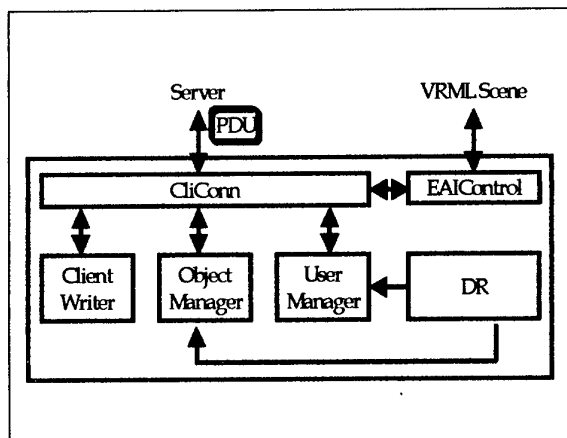 Server
VRML Scene
PDU
CliConn
EAIControl
Client
Writer
Object
Manager
User
Manager
DR